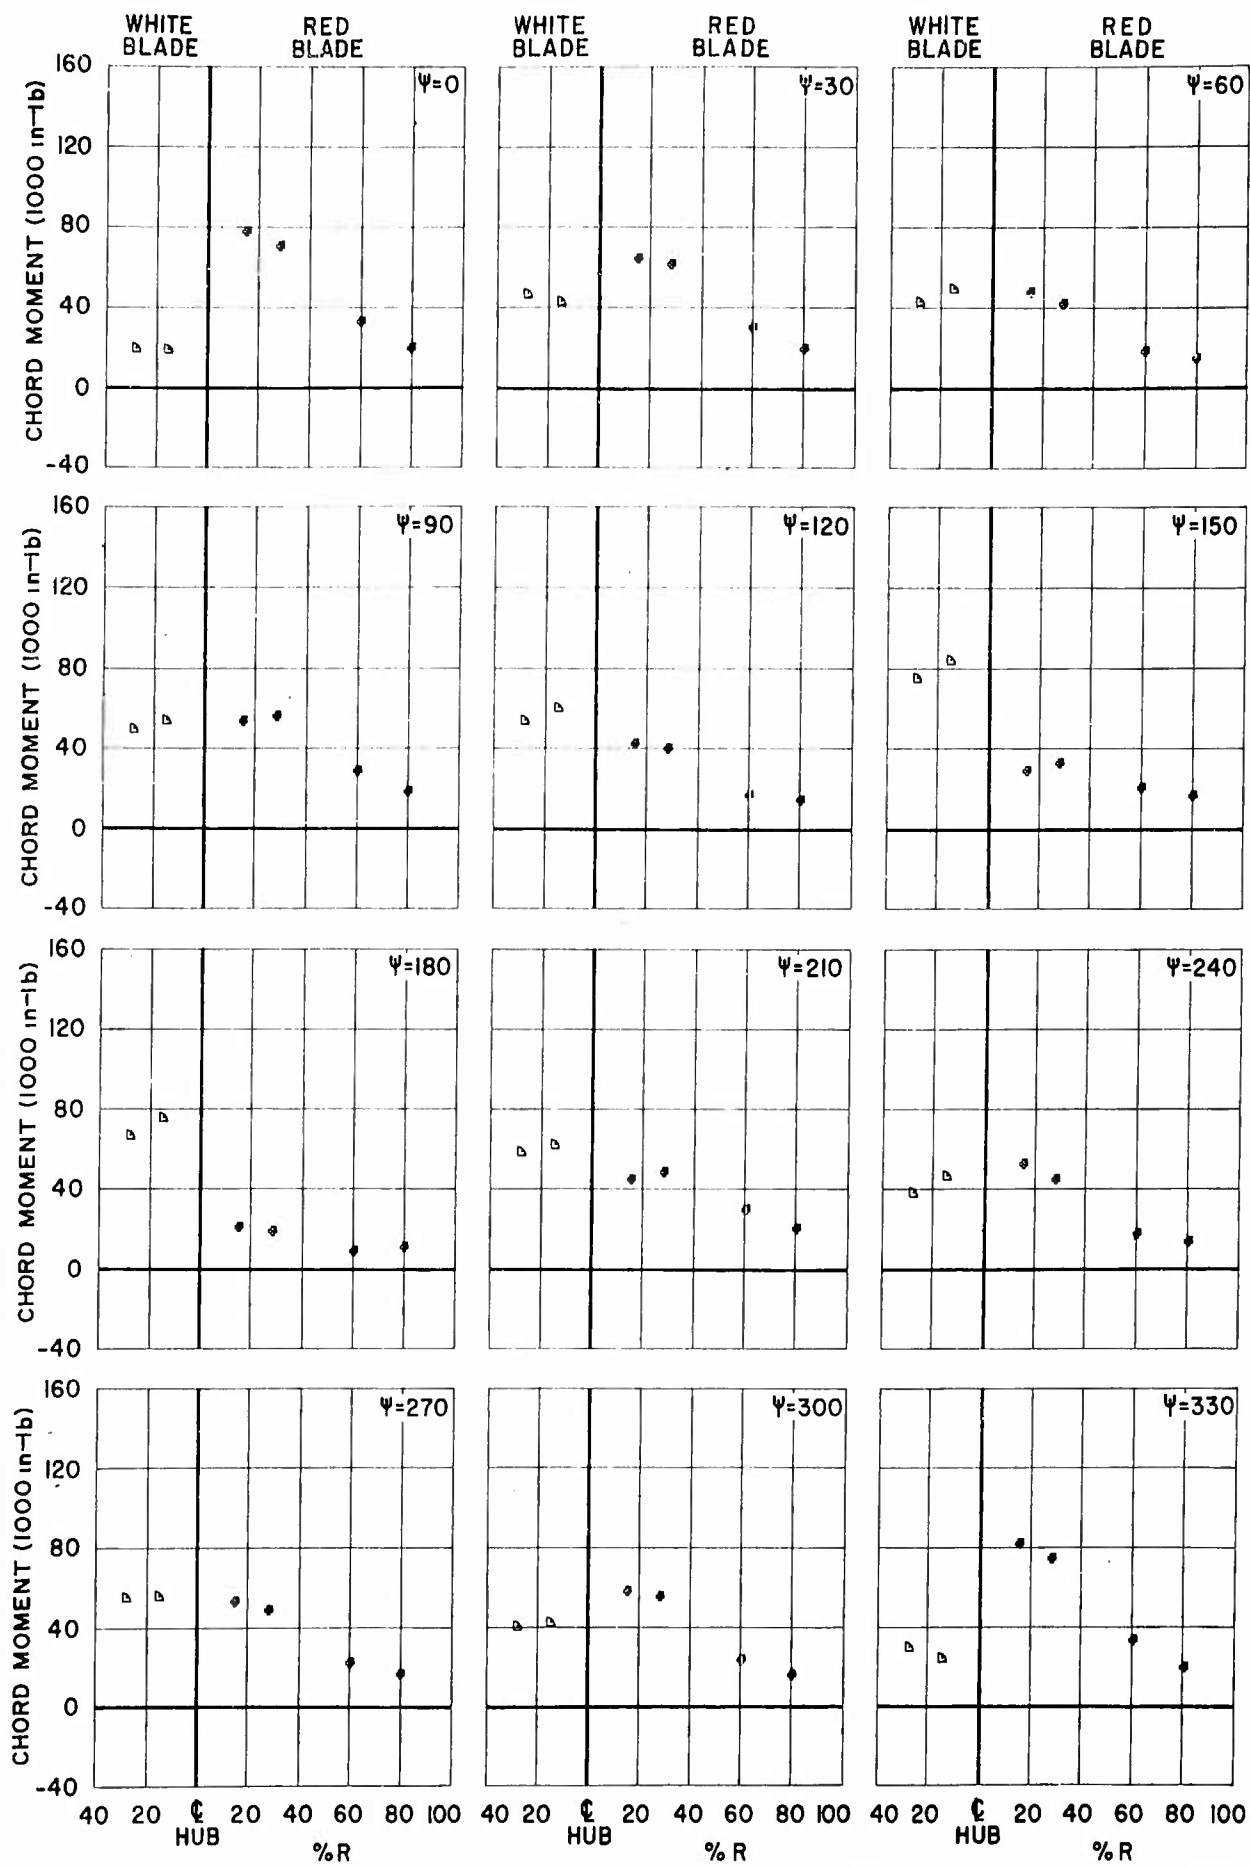 WHITE BLADE
RED BLADE
WHITE BLADE
RED BLADE
WHITE BLADE
RED BLADE
CHORD MOMENT (1000 in-lb)
160
120
80
40
0
-40
Ψ=0
Ψ=30
Ψ=60
CHORD MOMENT (1000 in-lb)
160
120
80
40
0
-40
Ψ=90
Ψ=120
Ψ=150
CHORD MOMENT (1000 in-lb)
160
120
80
40
0
-40
Ψ=180
Ψ=210
Ψ=240
CHORD MOMENT (1000 in-lb)
160
120
80
40
0
-40
Ψ=270
Ψ=300
Ψ=330
40 20 ℄ 20 40 60 80 100
HUB
%R
40 20 ℄ 20 40 60 80 100
HUB
%R
40 20 ℄ 20 40 60 80 100
HUB
%R